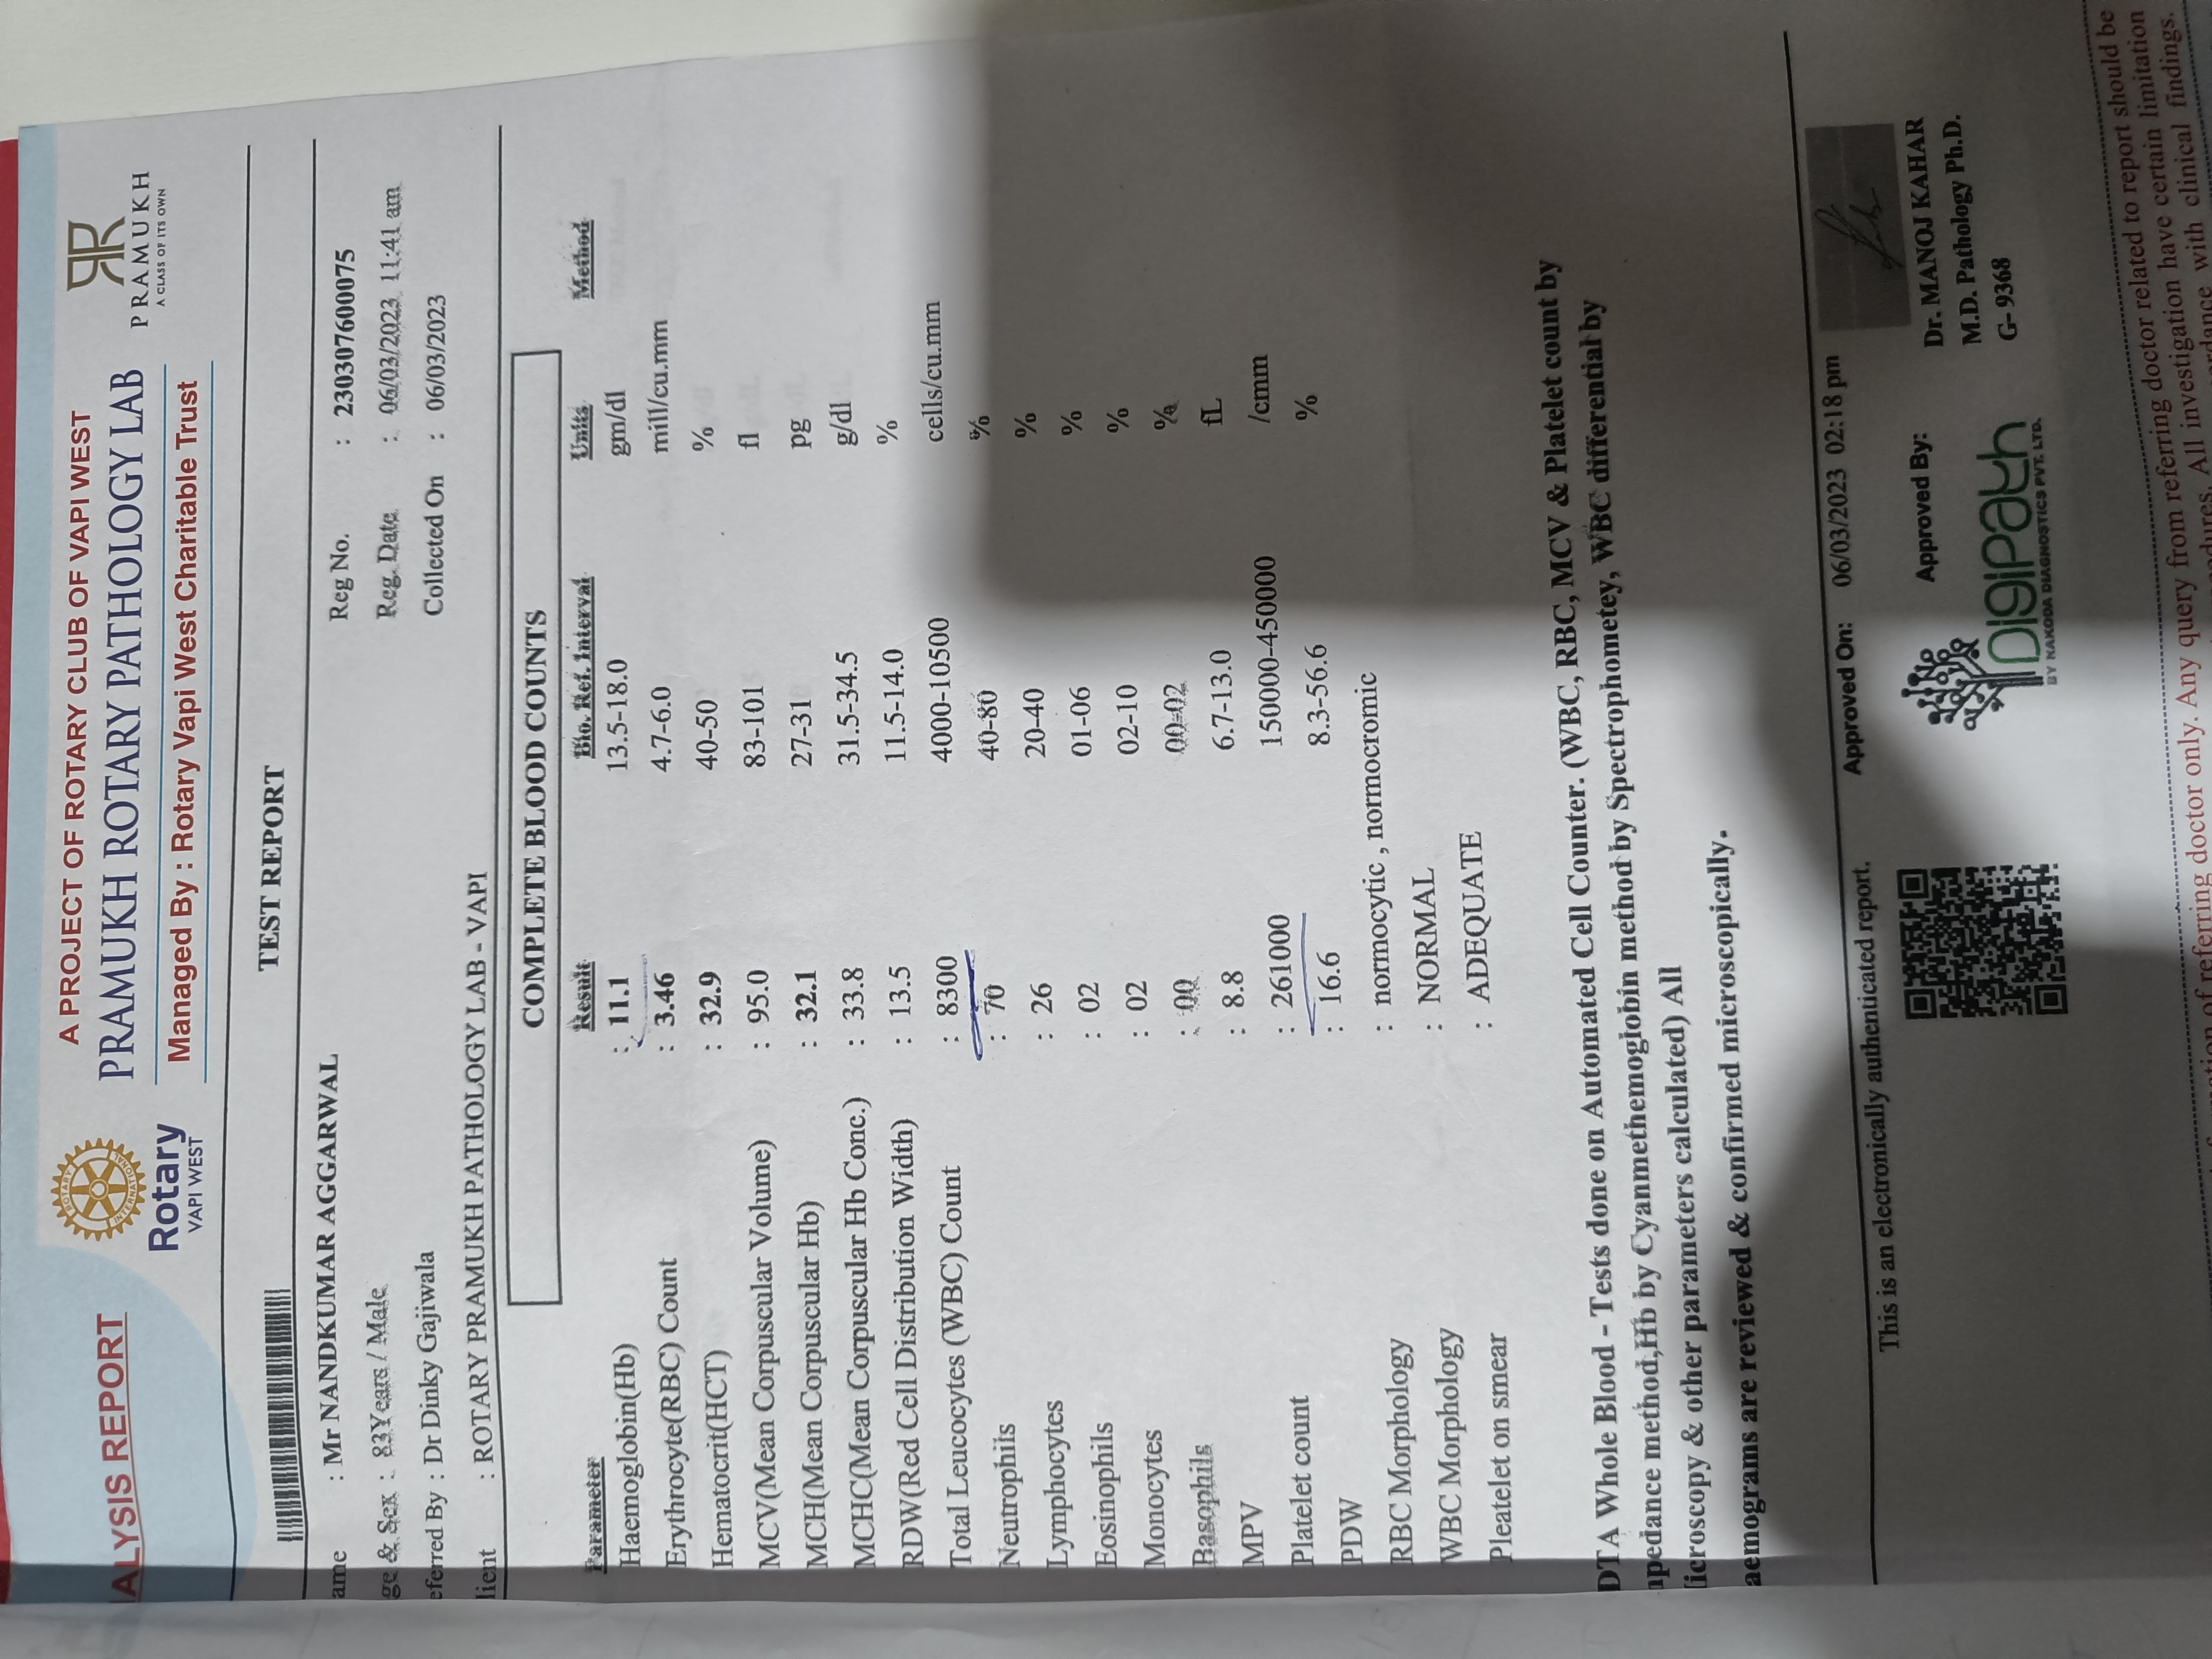 ALYSIS REPORT
ROTARY
INTERNATIONAL
Rotary
VAPI WEST
A PROJECT OF ROTARY CLUB OF VAPI WEST
PRAMUKH ROTARY PATHOLOGY LAB
Managed By : Rotary Vapi West Charitable Trust
PRAMUKH
A CLASS OF ITS OWN
TEST REPORT
ame : Mr NANDKUMAR AGGARWAL Reg No. : 230307600075
ge & Sex : 83Years / Male Reg. Date : 06/03/2023 11:41 am
eferred By : Dr Dinky Gajiwala Collected On : 06/03/2023
lient : ROTARY PRAMUKH PATHOLOGY LAB - VAPI
COMPLETE BLOOD COUNTS
Parameter Result Bio. Ref. Interval Units Method
Haemoglobin(Hb) : 11.1 13.5-18.0 gm/dl
Erythrocyte(RBC) Count : 3.46 4.7-6.0 mill/cu.mm
Hematocrit(HCT) : 32.9 40-50 %
MCV(Mean Corpuscular Volume) : 95.0 83-101 fl
MCH(Mean Corpuscular Hb) : 32.1 27-31 pg
MCHC(Mean Corpuscular Hb Conc.) : 33.8 31.5-34.5 g/dl
RDW(Red Cell Distribution Width) : 13.5 11.5-14.0 %
Total Leucocytes (WBC) Count : 8300 4000-10500 cells/cu.mm
Neutrophils : 70 40-80 %
Lymphocytes : 26 20-40 %
Eosinophils : 02 01-06 %
Monocytes : 02 02-10 %
Basophils : 00 00-02 %
MPV : 8.8 6.7-13.0 fL
Platelet count : 261000 150000-450000 /cmm
PDW : 16.6 8.3-56.6 %
RBC Morphology : normocytic , normocromic
WBC Morphology : NORMAL
Pleatelet on smear : ADEQUATE
DTA Whole Blood - Tests done on Automated Cell Counter. (WBC, RBC, MCV & Platelet count by
mpedance method,Hb by Cyanmethemoglobin method by Spectrophometey, WBC differential by
icroscopy & other parameters calculated) All
aemograms are reviewed & confirmed microscopically.
This is an electronically authenticated report.
Approved On: 06/03/2023 02:18 pm
Approved By:
Dr. MANOJ KAHAR
M.D. Pathology Ph.D.
G- 9368
DIGIPATH
BY NAKODA DIAGNOSTICS PVT. LTD.
of referring doctor only. Any query from referring doctor related to report should be
All investigation have certain limitation
with clinical findings.